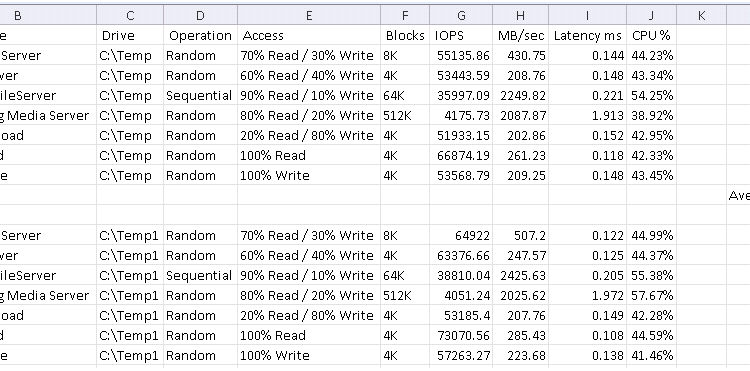 B C D E F G H I J K L
e Drive Operation Access Blocks IOPS MB/sec Latency ms CPU %
Server C:\Temp Random 70% Read / 30% Write 8K 55135.86 430.75 0.144 44.23%
ver C:\Temp Random 60% Read / 40% Write 4K 53443.59 208.76 0.148 43.34%
ileServer C:\Temp Sequential 90% Read / 10% Write 64K 35997.09 2249.82 0.221 54.25%
g Media Server C:\Temp Random 80% Read / 20% Write 512K 4175.73 2087.87 1.913 38.92%
oad C:\Temp Random 20% Read / 80% Write 4K 51933.15 202.86 0.152 42.95%
d C:\Temp Random 100% Read 4K 66874.19 261.23 0.118 42.33%
e C:\Temp Random 100% Write 4K 53568.79 209.25 0.148 43.45%
Ave
Server C:\Temp1 Random 70% Read / 30% Write 8K 64922 507.2 0.122 44.99%
ver C:\Temp1 Random 60% Read / 40% Write 4K 63376.66 247.57 0.125 44.37%
ileServer C:\Temp1 Sequential 90% Read / 10% Write 64K 38810.04 2425.63 0.205 55.38%
g Media Server C:\Temp1 Random 80% Read / 20% Write 512K 4051.24 2025.62 1.972 57.67%
oad C:\Temp1 Random 20% Read / 80% Write 4K 53185.4 207.76 0.149 42.28%
d C:\Temp1 Random 100% Read 4K 73070.56 285.43 0.108 44.59%
e C:\Temp1 Random 100% Write 4K 57263.27 223.68 0.138 41.46%